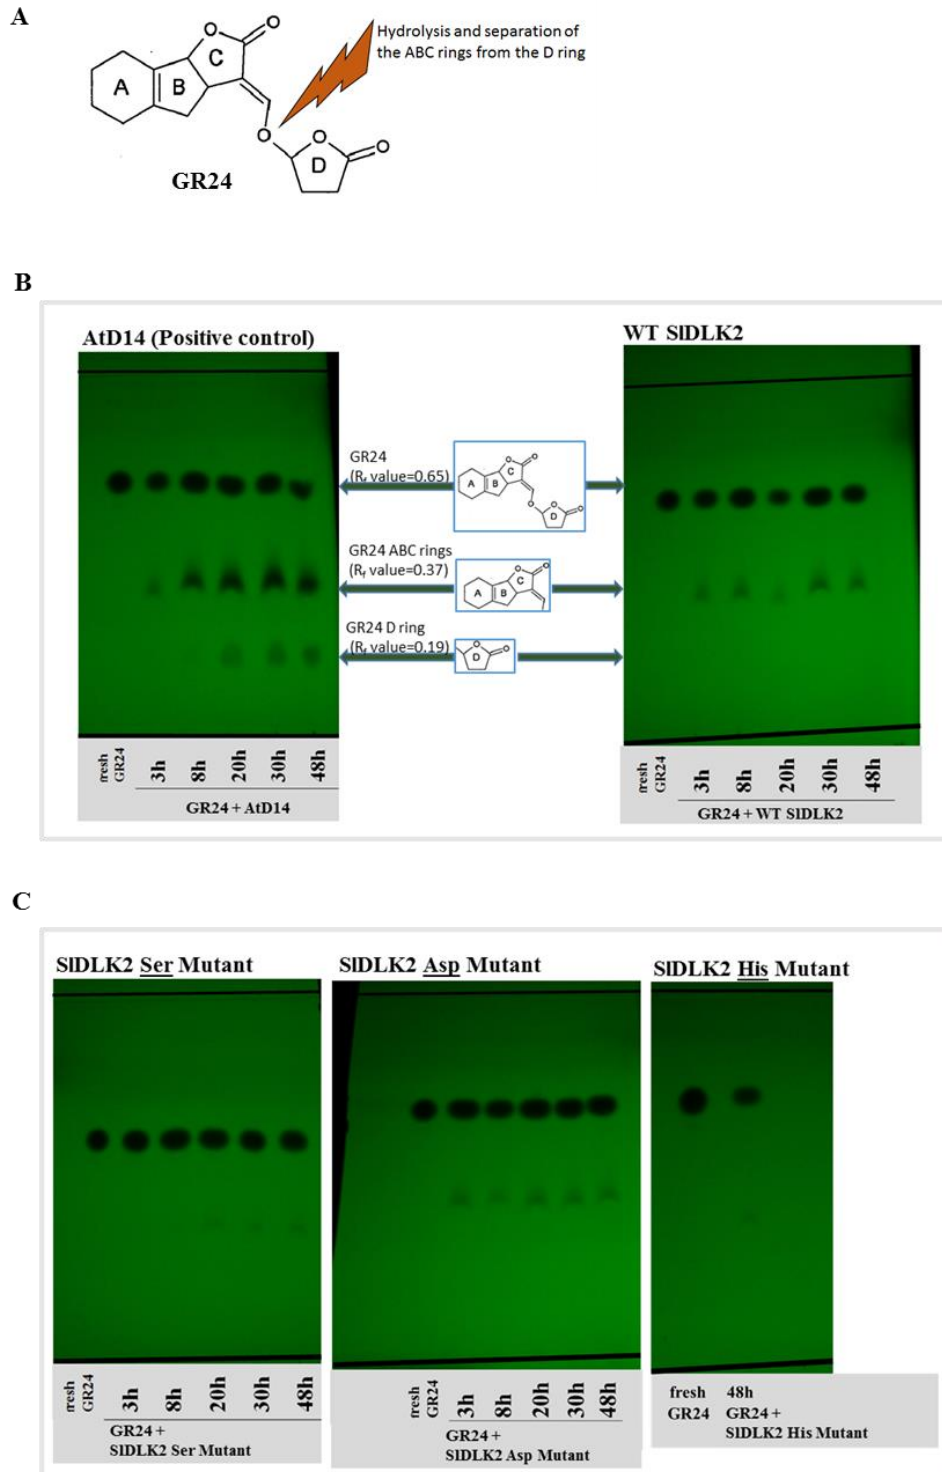 A
Hydrolysis and separation of
the ABC rings from the D ring
O
O
C
A
B
O
O
O
D
GR24
B
AtD14 (Positive control)
WT SlDLK2
GR24
(Rf value=0.65)
O
O
C
A
B
O
O
O
D
GR24 ABC rings
(Rf value=0.37)
O
O
C
A
B
GR24 D ring
(Rf value=0.19)
O
O
D
fresh
GR24
3h
8h
20h
30h
48h
GR24 + AtD14
fresh
GR24
3h
8h
20h
30h
48h
GR24 + WT SlDLK2
C
SlDLK2 Ser Mutant
SlDLK2 Asp Mutant
SlDLK2 His Mutant
fresh
GR24
3h
8h
20h
30h
48h
GR24 +
SlDLK2 Ser Mutant
fresh
GR24
3h
8h
20h
30h
48h
GR24 +
SlDLK2 Asp Mutant
fresh
GR24
48h
GR24 +
SlDLK2 His Mutant